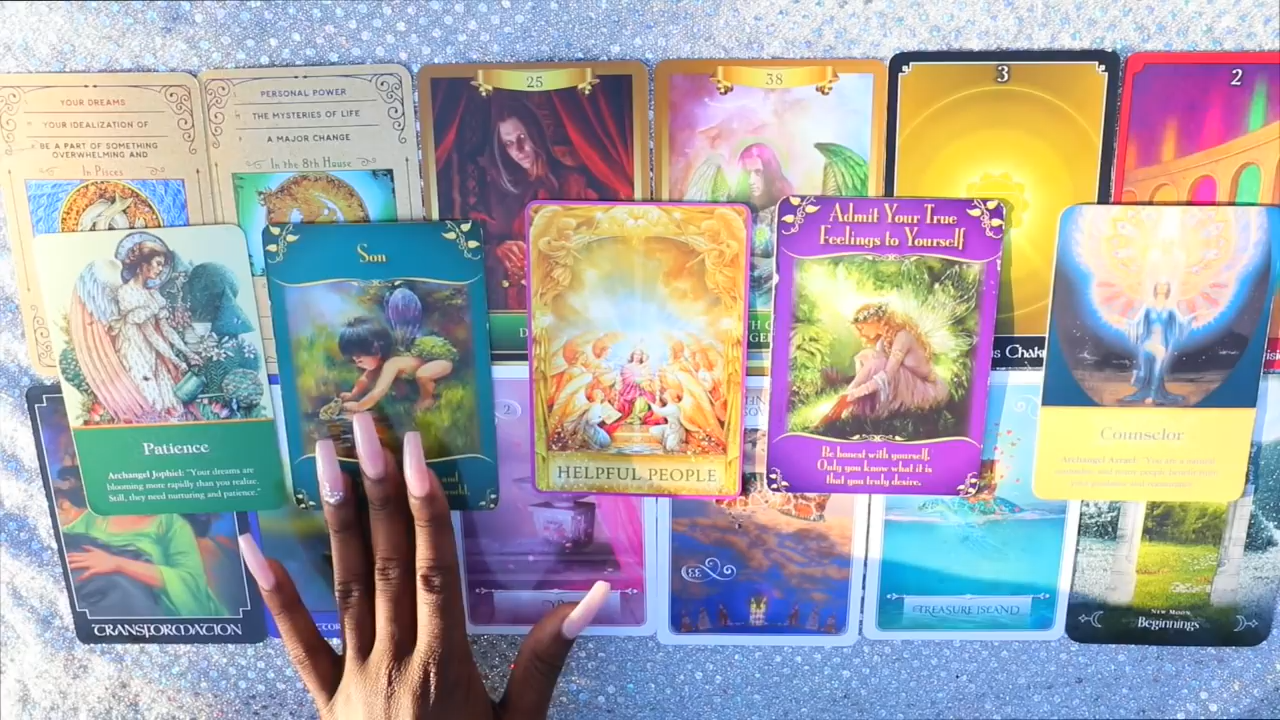 YOUR DREAMS
YOUR IDEALIZATION OF
BE A PART OF SOMETHING
OVERWHELMING AND
In Pisces
PERSONAL POWER
THE MYSTERIES OF LIFE
A MAJOR CHANGE
In the 8th House
25
38
3
2
Patience
Archangel Jophiel: "Your dreams are
blooming more rapidly than you realize.
Still, they need nurturing and patience."
Son
and
world,
HELPFUL PEOPLE
Admit Your True
Feelings to Yourself
Be honest with yourself.
Only you know what it is
that you truly desire.
Counselor
TRANSFORMATION
2
33
TREASURE ISLAND
New Moon
Beginnings